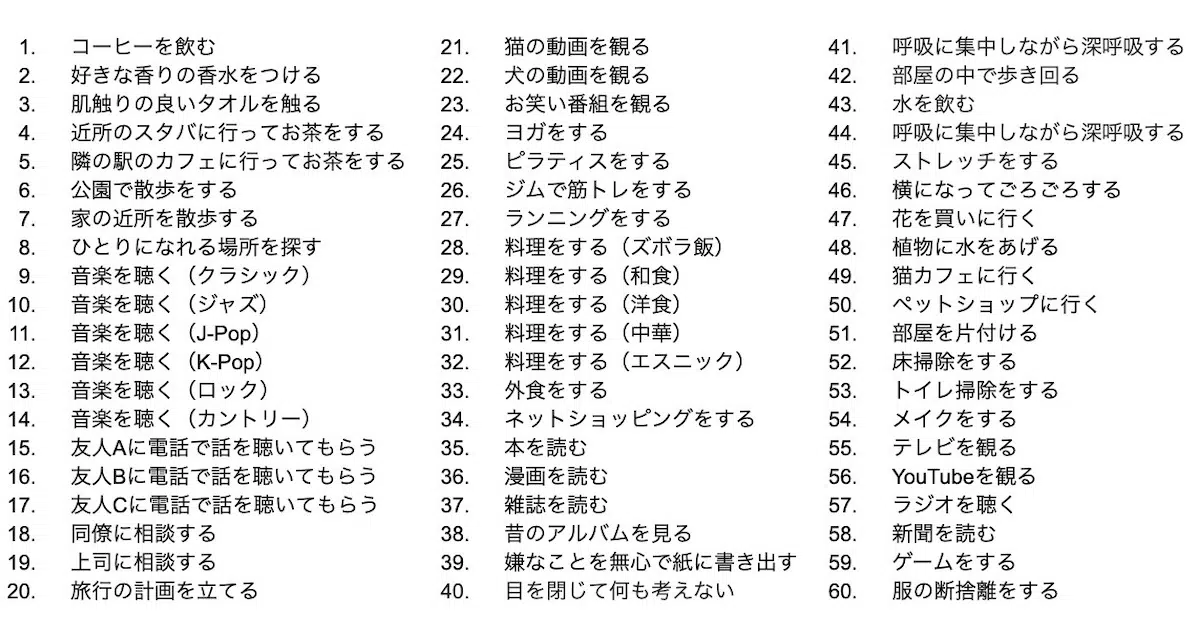 1. コーヒーを飲む
2. 好きな香りの香水をつける
3. 肌触りの良いタオルを触る
4. 近所のスタバに行ってお茶をする
5. 隣の駅のカフェに行ってお茶をする
6. 公園で散歩をする
7. 家の近所を散歩する
8. ひとりになれる場所を探す
9. 音楽を聴く（クラシック）
10. 音楽を聴く（ジャズ）
11. 音楽を聴く（J-Pop）
12. 音楽を聴く（K-Pop）
13. 音楽を聴く（ロック）
14. 音楽を聴く（カントリー）
15. 友人Aに電話で話を聴いてもらう
16. 友人Bに電話で話を聴いてもらう
17. 友人Cに電話で話を聴いてもらう
18. 同僚に相談する
19. 上司に相談する
20. 旅行の計画を立てる
21. 猫の動画を観る
22. 犬の動画を観る
23. お笑い番組を観る
24. ヨガをする
25. ピラティスをする
26. ジムで筋トレをする
27. ランニングをする
28. 料理をする（ズボラ飯）
29. 料理をする（和食）
30. 料理をする（洋食）
31. 料理をする（中華）
32. 料理をする（エスニック）
33. 外食をする
34. ネットショッピングをする
35. 本を読む
36. 漫画を読む
37. 雑誌を読む
38. 昔のアルバムを見る
39. 嫌なことを無心で紙に書き出す
40. 目を閉じて何も考えない
41. 呼吸に集中しながら深呼吸する
42. 部屋の中で歩き回る
43. 水を飲む
44. 呼吸に集中しながら深呼吸する
45. ストレッチをする
46. 横になってごろごろする
47. 花を買いに行く
48. 植物に水をあげる
49. 猫カフェに行く
50. ペットショップに行く
51. 部屋を片付ける
52. 床掃除をする
53. トイレ掃除をする
54. メイクをする
55. テレビを観る
56. YouTubeを観る
57. ラジオを聴く
58. 新聞を読む
59. ゲームをする
60. 服の断捨離をする